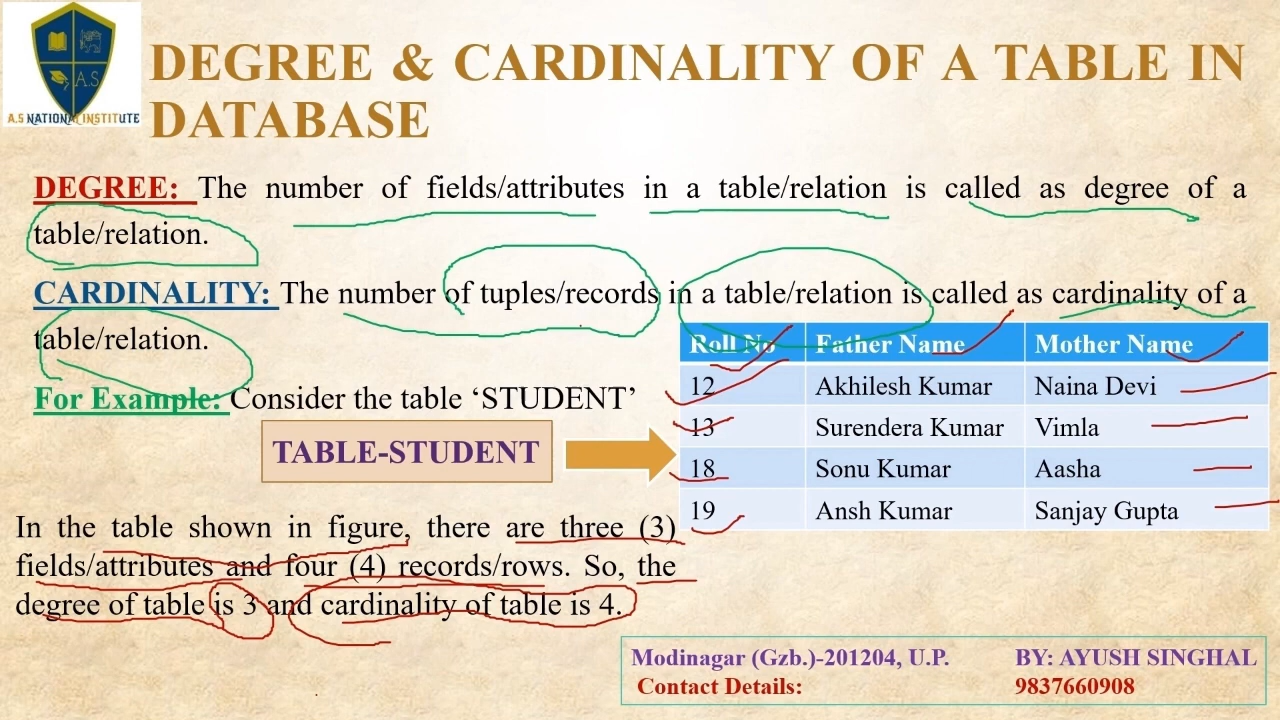 A.S
A.S NATIONAL INSTITUTE
DEGREE & CARDINALITY OF A TABLE IN
DATABASE
DEGREE: The number of fields/attributes in a table/relation is called as degree of a
table/relation.
CARDINALITY: The number of tuples/records in a table/relation is called as cardinality of a
table/relation.
Roll No Father Name Mother Name
12 Akhilesh Kumar Naina Devi
13 Surendera Kumar Vimla
18 Sonu Kumar Aasha
19 Ansh Kumar Sanjay Gupta
For Example: Consider the table ‘STUDENT’
TABLE-STUDENT
In the table shown in figure, there are three (3)
fields/attributes and four (4) records/rows. So, the
degree of table is 3 and cardinality of table is 4.
Modinagar (Gzb.)-201204, U.P. BY: AYUSH SINGHAL
Contact Details: 9837660908